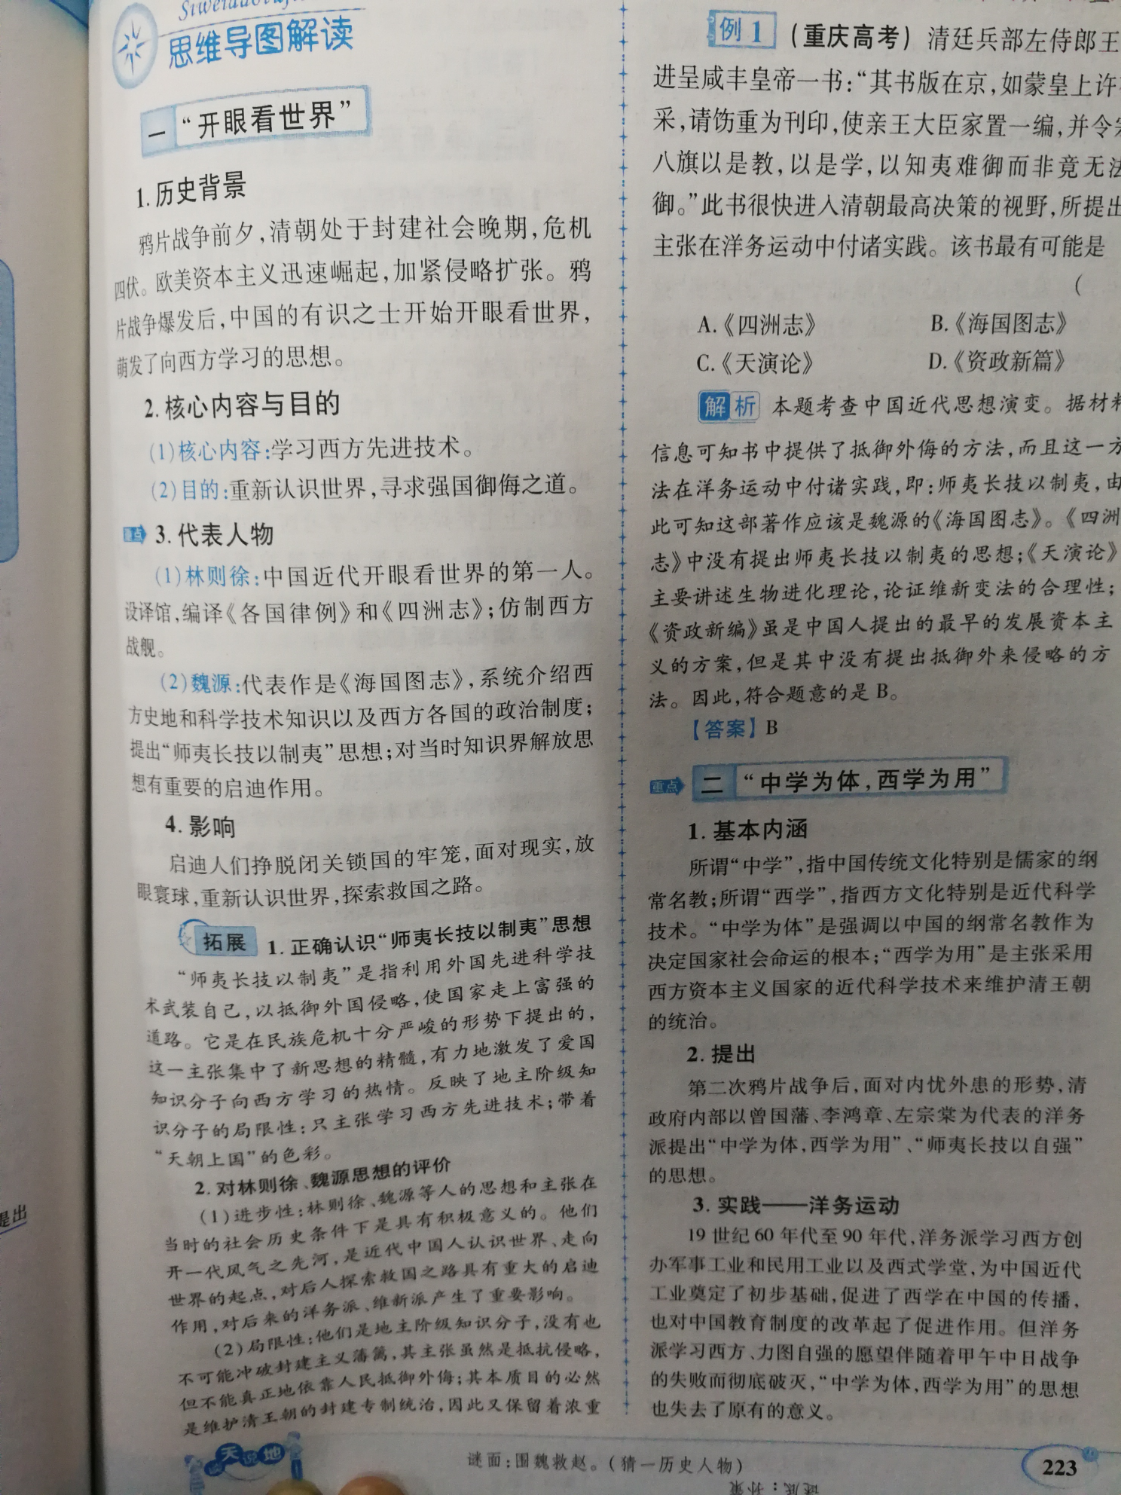 思维导图解读
一 “开眼看世界”
1.历史背景
鸦片战争前夕,清朝处于封建社会晚期,危机
四伏。欧美资本主义迅速崛起,加紧侵略扩张。鸦
片战争爆发后,中国的有识之士开始开眼看世界,
萌发了向西方学习的思想。
2.核心内容与目的
(1)核心内容:学习西方先进技术。
(2)目的:重新认识世界,寻求强国御侮之道。
重点 3.代表人物
(1)林则徐:中国近代开眼看世界的第一人。
设译馆,编译《各国律例》和《四洲志》;仿制西方
战舰。
(2)魏源:代表作是《海国图志》,系统介绍西
方史地和科学技术知识以及西方各国的政治制度;
提出“师夷长技以制夷”思想;对当时知识界解放思
想有重要的启迪作用。
4.影响
启迪人们挣脱闭关锁国的牢笼,面对现实,放
眼寰球,重新认识世界,探索救国之路。
拓展 1.正确认识“师夷长技以制夷”思想
“师夷长技以制夷”是指利用外国先进科学技
术武装自己,以抵御外国侵略,使国家走上富强的
道路。它是在民族危机十分严峻的形势下提出的,
这一主张集中了新思想的精髓,有力地激发了爱国
知识分子向西方学习的热情。反映了地主阶级知
识分子的局限性:只主张学习西方先进技术;带着
“天朝上国”的色彩。
2.对林则徐、魏源思想的评价
(1)进步性:林则徐、魏源等人的思想和主张在
当时的社会历史条件下是具有积极意义的。他们
开一代风气之先河,是近代中国人认识世界、走向
世界的起点,对后人探索救国之路具有重大的启迪
作用,对后来的洋务派、维新派产生了重要影响。
(2)局限性:他们是地主阶级知识分子,没有也
不可能冲破封建主义藩篱,其主张虽然是抵抗侵略,
但不能真正地依靠人民抵御外侮;其本质目的必然
是维护清王朝的封建专制统治,因此又保留着浓重
例1 (重庆高考)清廷兵部左侍郎王
进呈咸丰皇帝一书:“其书版在京,如蒙皇上许
采,请饬重为刊印,使亲王大臣家置一编,并令
八旗以是教,以是学,以知夷难御而非竟无法
御。”此书很快进入清朝最高决策的视野,所提出
主张在洋务运动中付诸实践。该书最有可能是
(
A.《四洲志》 B.《海国图志》
C.《天演论》 D.《资政新篇》
解析 本题考查中国近代思想演变。据材料
信息可知书中提供了抵御外侮的方法,而且这一方
法在洋务运动中付诸实践,即:师夷长技以制夷,由
此可知这部著作应该是魏源的《海国图志》。《四洲
志》中没有提出师夷长技以制夷的思想;《天演论》
主要讲述生物进化理论,论证维新变法的合理性;
《资政新编》虽是中国人提出的最早的发展资本主
义的方案,但是其中没有提出抵御外来侵略的方
法。因此,符合题意的是 B。
【答案】B
重点 二 “中学为体,西学为用”
1.基本内涵
所谓“中学”,指中国传统文化特别是儒家的纲
常名教;所谓“西学”,指西方文化特别是近代科学
技术。“中学为体”是强调以中国的纲常名教作为
决定国家社会命运的根本;“西学为用”是主张采用
西方资本主义国家的近代科学技术来维护清王朝
的统治。
2.提出
第二次鸦片战争后,面对内忧外患的形势,清
政府内部以曾国藩、李鸿章、左宗棠为代表的洋务
派提出“中学为体,西学为用”、“师夷长技以自强”
的思想。
3.实践——洋务运动
19世纪60年代至90年代,洋务派学习西方创
办军事工业和民用工业以及西式学堂,为中国近代
工业奠定了初步基础,促进了西学在中国的传播,
也对中国教育制度的改革起了促进作用。但洋务
派学习西方、力图自强的愿望伴随着甲午中日战争
的失败而彻底破灭,“中学为体,西学为用”的思想
也失去了原有的意义。
谜面:围魏救赵。(猜一历史人物)
谜底:孙策
223
提出